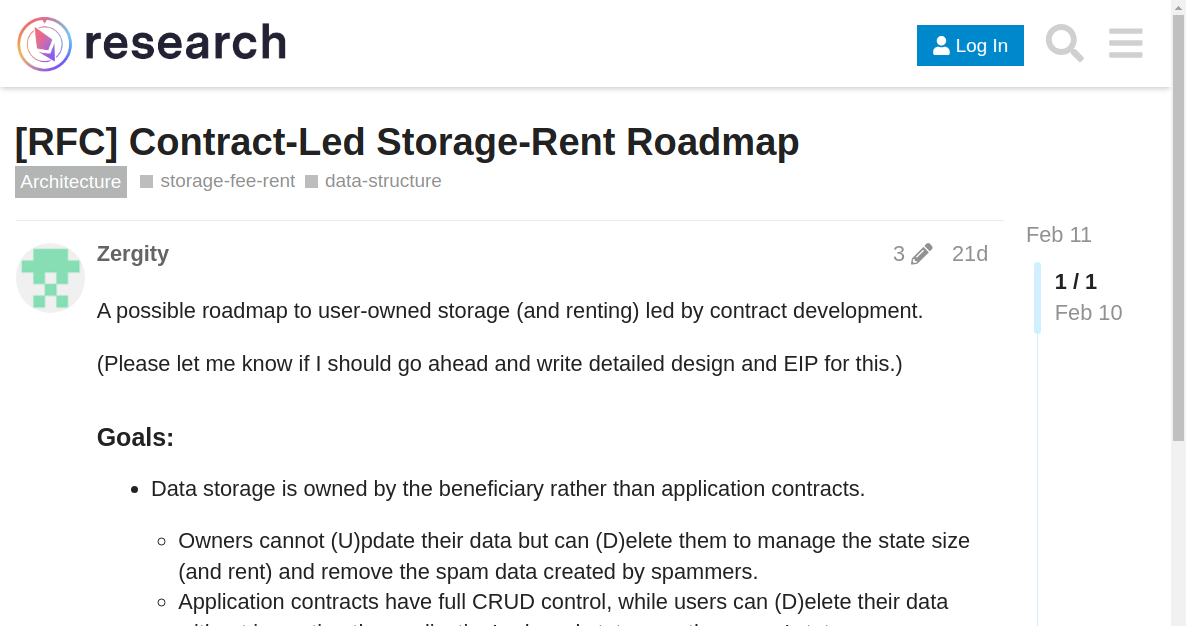 research
Log In
[RFC] Contract-Led Storage-Rent Roadmap
Architecture storage-fee-rent data-structure
Zergity 3 21d
Feb 11
1 / 1
Feb 10
A possible roadmap to user-owned storage (and renting) led by contract development.
(Please let me know if I should go ahead and write detailed design and EIP for this.)
Goals:
Data storage is owned by the beneficiary rather than application contracts.
Owners cannot (U)pdate their data but can (D)elete them to manage the state size
(and rent) and remove the spam data created by spammers.
Application contracts have full CRUD control, while users can (D)elete their data